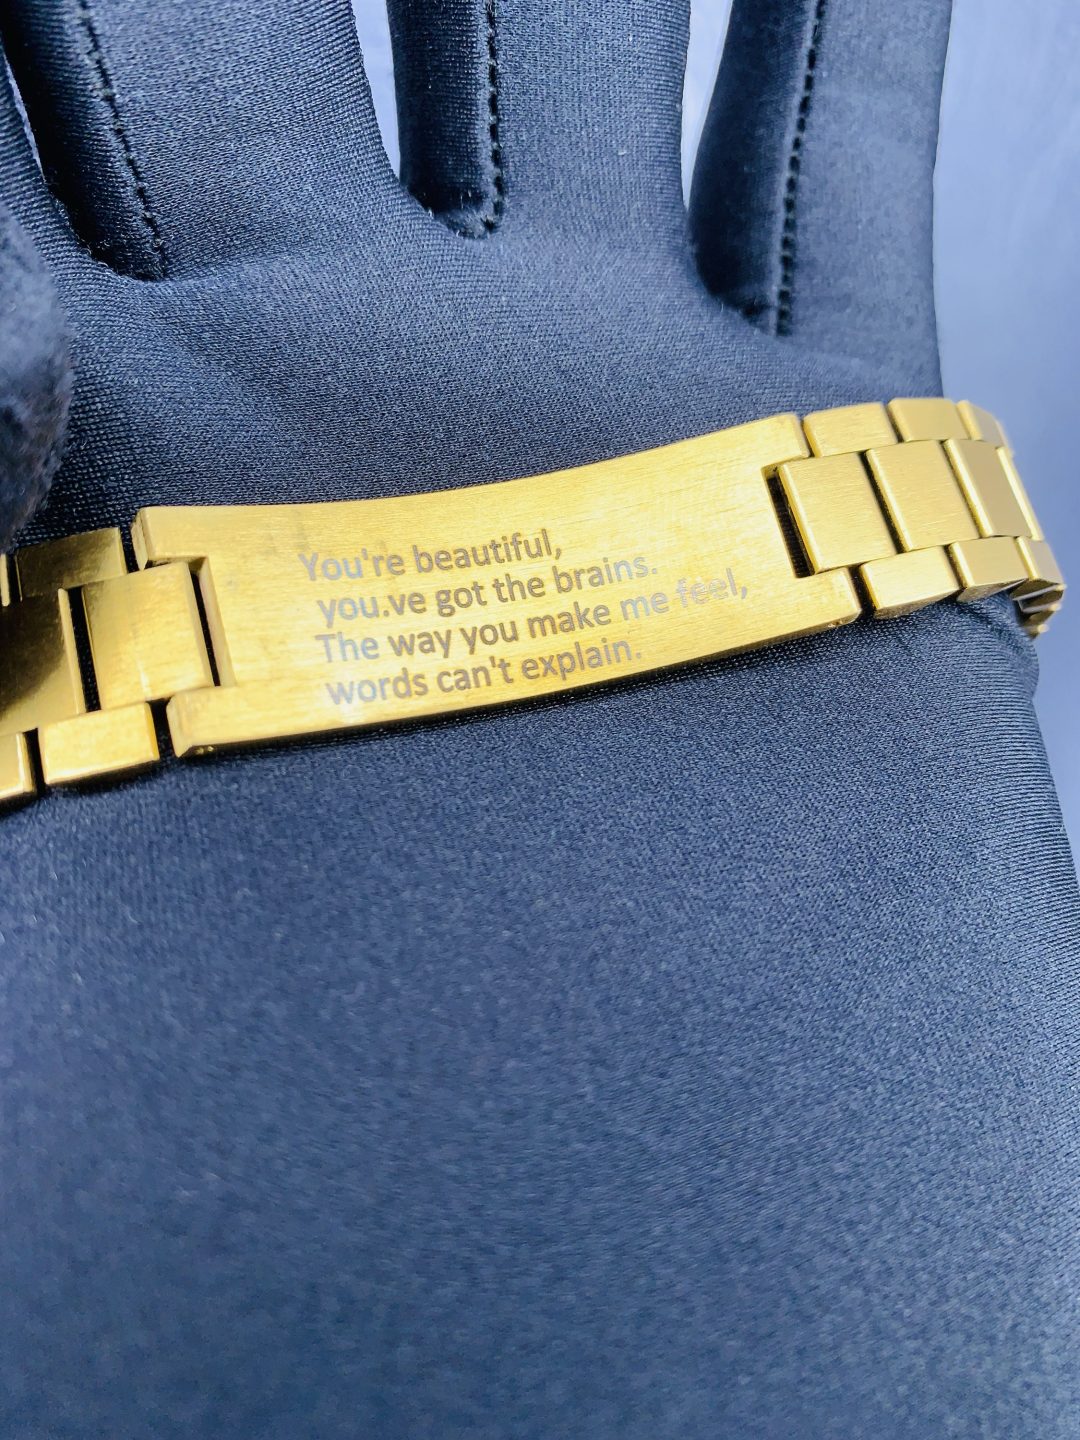 You're beautiful,
you.ve got the brains.
The way you make me feel,
words can't explain.